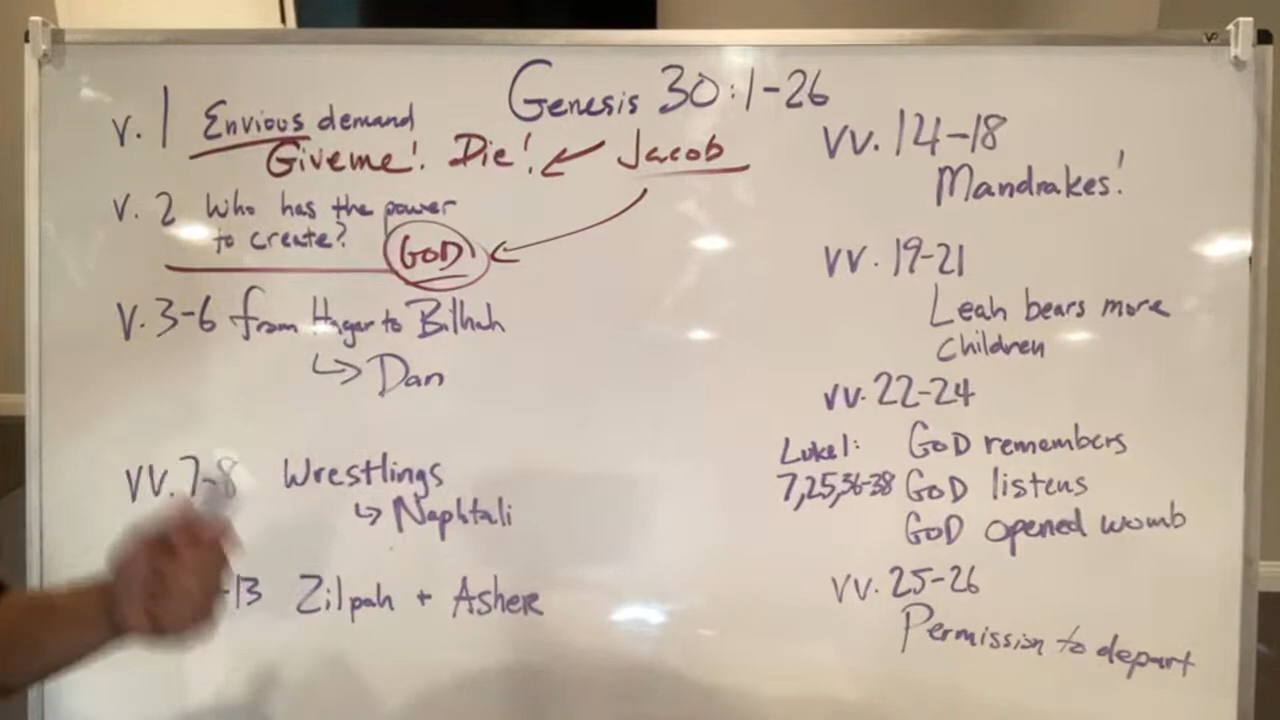 Genesis 30:1-26
v. 1 Envious demand
Give me! Die! Jacob
v. 2 Who has the power
to create?
GOD
v. 3-6 from Hagar to Bilhah
Dan
vv. 7-8 Wrestlings
Naphtali
-13 Zilpah + Asher
vv. 14-18
Mandrakes!
vv. 19-21
Leah bears more
children
vv. 22-24
Luke 1: GOD remembers
7,25,36-38 GOD listens
GOD opened womb
vv. 25-26
Permission to depart